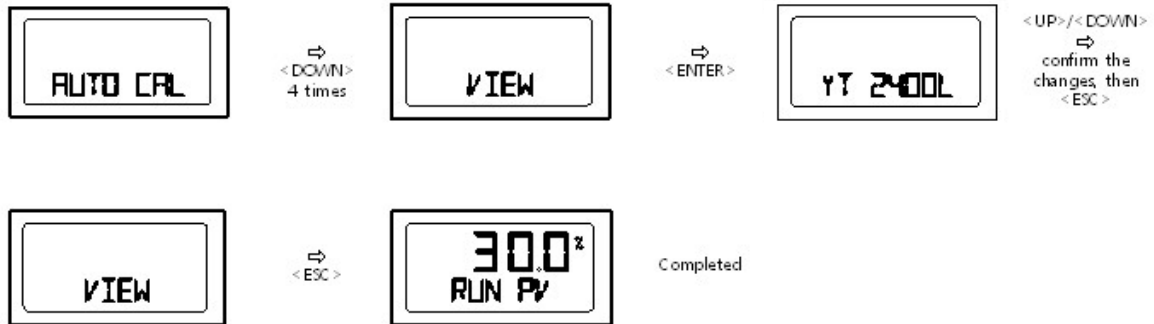 AUTO CAL
⇨
<DOWN>
4 times
VIEW
⇨
<ENTER>
YT 2400L
<UP>/<DOWN>
⇨
confirm the
changes, then
<ESC>
VIEW
⇨
<ESC>
30.0%
RUN PV
Completed